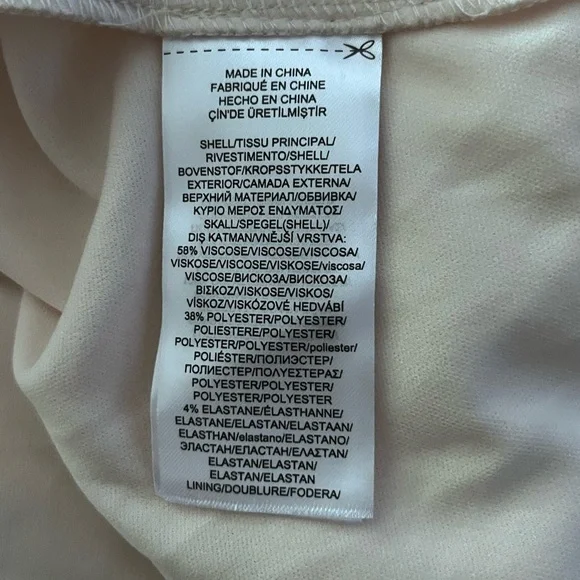 MADE IN CHINA
FABRIQUÉ EN CHINE
HECHO EN CHINA
ÇIN'DE ÜRETİLMİŞTİR
SHELL/TISSU PRINCIPAL/
RIVESTIMENTO/SHELL/
BOVENSTOF/KROPSSTYKKE/TELA
EXTERIOR/CAMADA EXTERNA/
ВЕРХНИЙ МАТЕРИАЛ/ОБВИВКА/
ΚΥΡΙΟ ΜΕΡΟΣ ΕΝΔΥΜΑΤΟΣ/
SKALL/SPEGEL(SHELL)/
DIŞ KATMAN/VNĚJŠÍ VRSTVA:
58% VISCOSE/VISCOSE/VISCOSA/
VISKOSE/VISCOSE/VISKOSE/viscosa/
VISCOSE/ВИСКОЗА/ВИСКОЗА/
ΒΙΣΚΟΖ/VISKOSE/VISKOS/
VİSKOZ/VISKÓZOVÉ HEDVÁBÍ
38% POLYESTER/POLYESTER/
POLIESTERE/POLYESTER/
POLYESTER/POLYESTER/poliester/
POLIÉSTER/ПОЛИЭСТЕР/
ПОЛИЕСТЕР/ΠΟΛΥΕΣΤΕΡΑΣ/
POLYESTER/POLYESTER/
POLYESTER/POLYESTER
4% ELASTANE/ÉLASTHANNE/
ELASTANE/ELASTAN/ELASTAAN/
ELASTHAN/elastano/ELASTANO/
ЭЛАСТАН/ЕЛАСТАН/ΕΛΑΣΤΑΝ/
ELASTAN/ELASTAN/
ELASTAN/ELASTAN
LINING/DOUBLURE/FODERA/